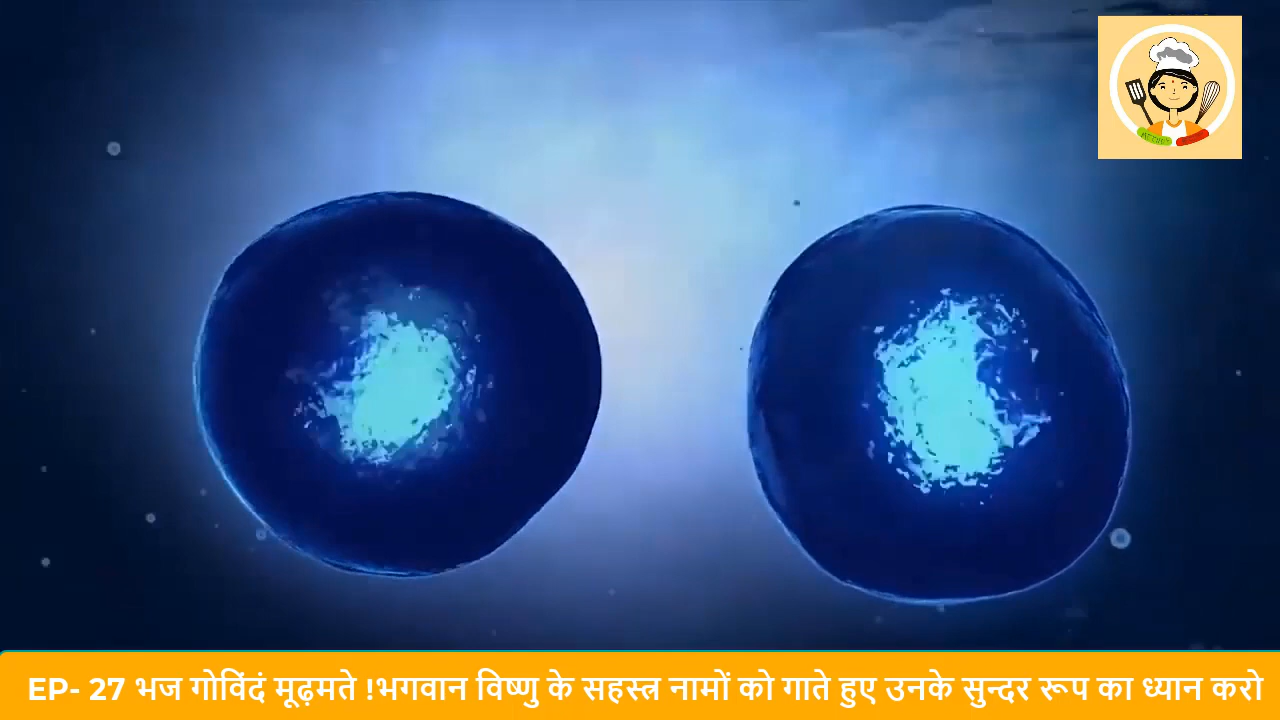 EP- 27 भज गोविंदं मूढ़मते !भगवान विष्णु के सहस्त्र नामों को गाते हुए उनके सुन्दर रूप का ध्यान करो